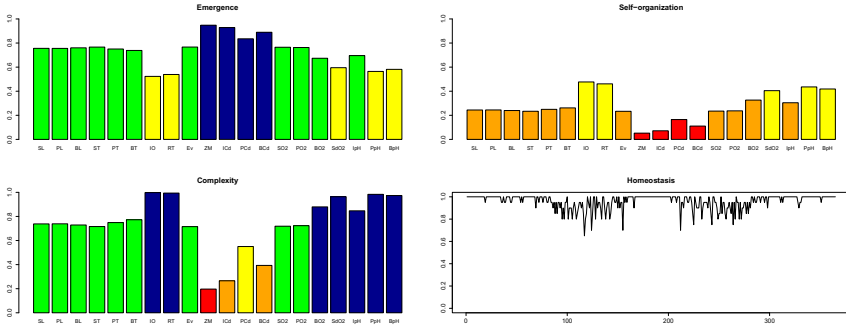 Emergence
0.0 0.2 0.4 0.6 0.8 1.0
SL PL BL ST PT BT IO RT Ev ZM ICd PCd BCd SO2 PO2 BO2 SdO2 IpH PpH BpH
Self-organization
0.0 0.2 0.4 0.6 0.8 1.0
SL PL BL ST PT BT IO RT Ev ZM ICd PCd BCd SO2 PO2 BO2 SdO2 IpH PpH BpH
Complexity
0.0 0.2 0.4 0.6 0.8 1.0
SL PL BL ST PT BT IO RT Ev ZM ICd PCd BCd SO2 PO2 BO2 SdO2 IpH PpH BpH
Homeostasis
0.0 0.2 0.4 0.6 0.8 1.0
0 100 200 300